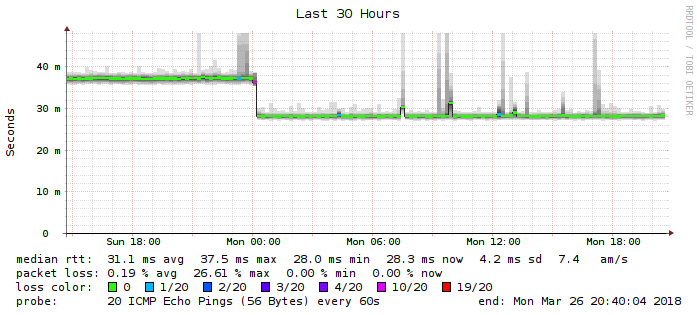 Last 30 Hours
RRDTOOL / TOBI OETIKER
Seconds
40 m
30 m
20 m
10 m
0
Sun 18:00 Mon 00:00 Mon 06:00 Mon 12:00 Mon 18:00
median rtt: 31.1 ms avg 37.5 ms max 28.0 ms min 28.3 ms now 4.2 ms sd 7.4 am/s
packet loss: 0.19 % avg 26.61 % max 0.00 % min 0.00 % now
loss color: 0 1/20 2/20 3/20 4/20 10/20 19/20
probe: 20 ICMP Echo Pings (56 Bytes) every 60s end: Mon Mar 26 20:40:04 2018